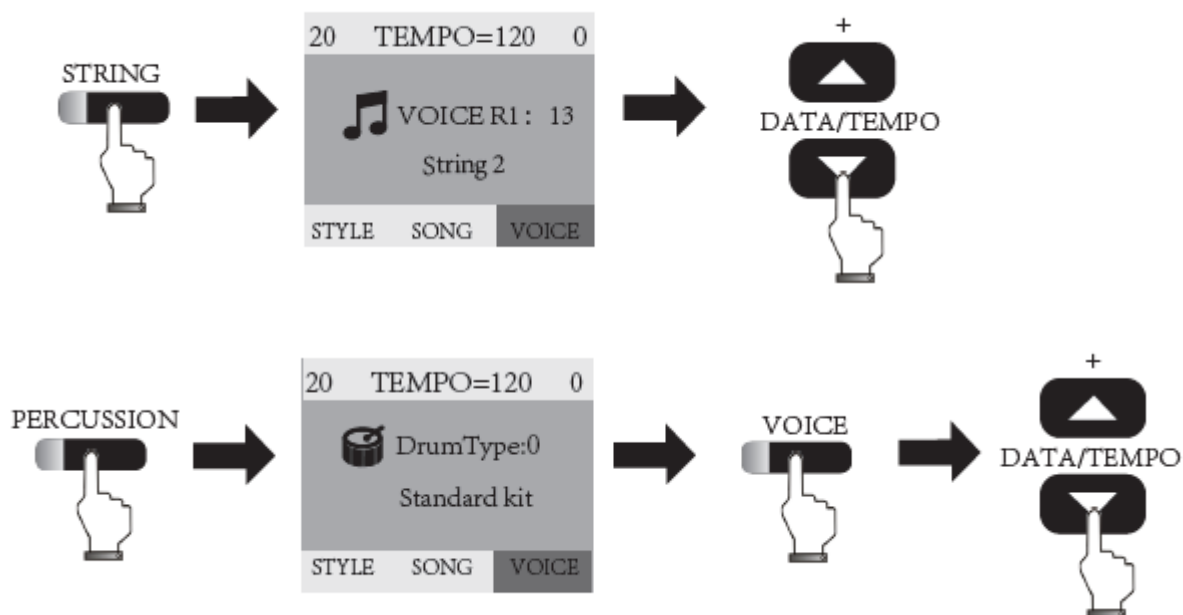 STRING
20 TEMPO=120 0
VOICE R1 : 13
String 2
STYLE SONG VOICE
+
DATA/TEMPO
PERCUSSION
20 TEMPO=120 0
DrumType:0
Standard kit
STYLE SONG VOICE
VOICE
+
DATA/TEMPO